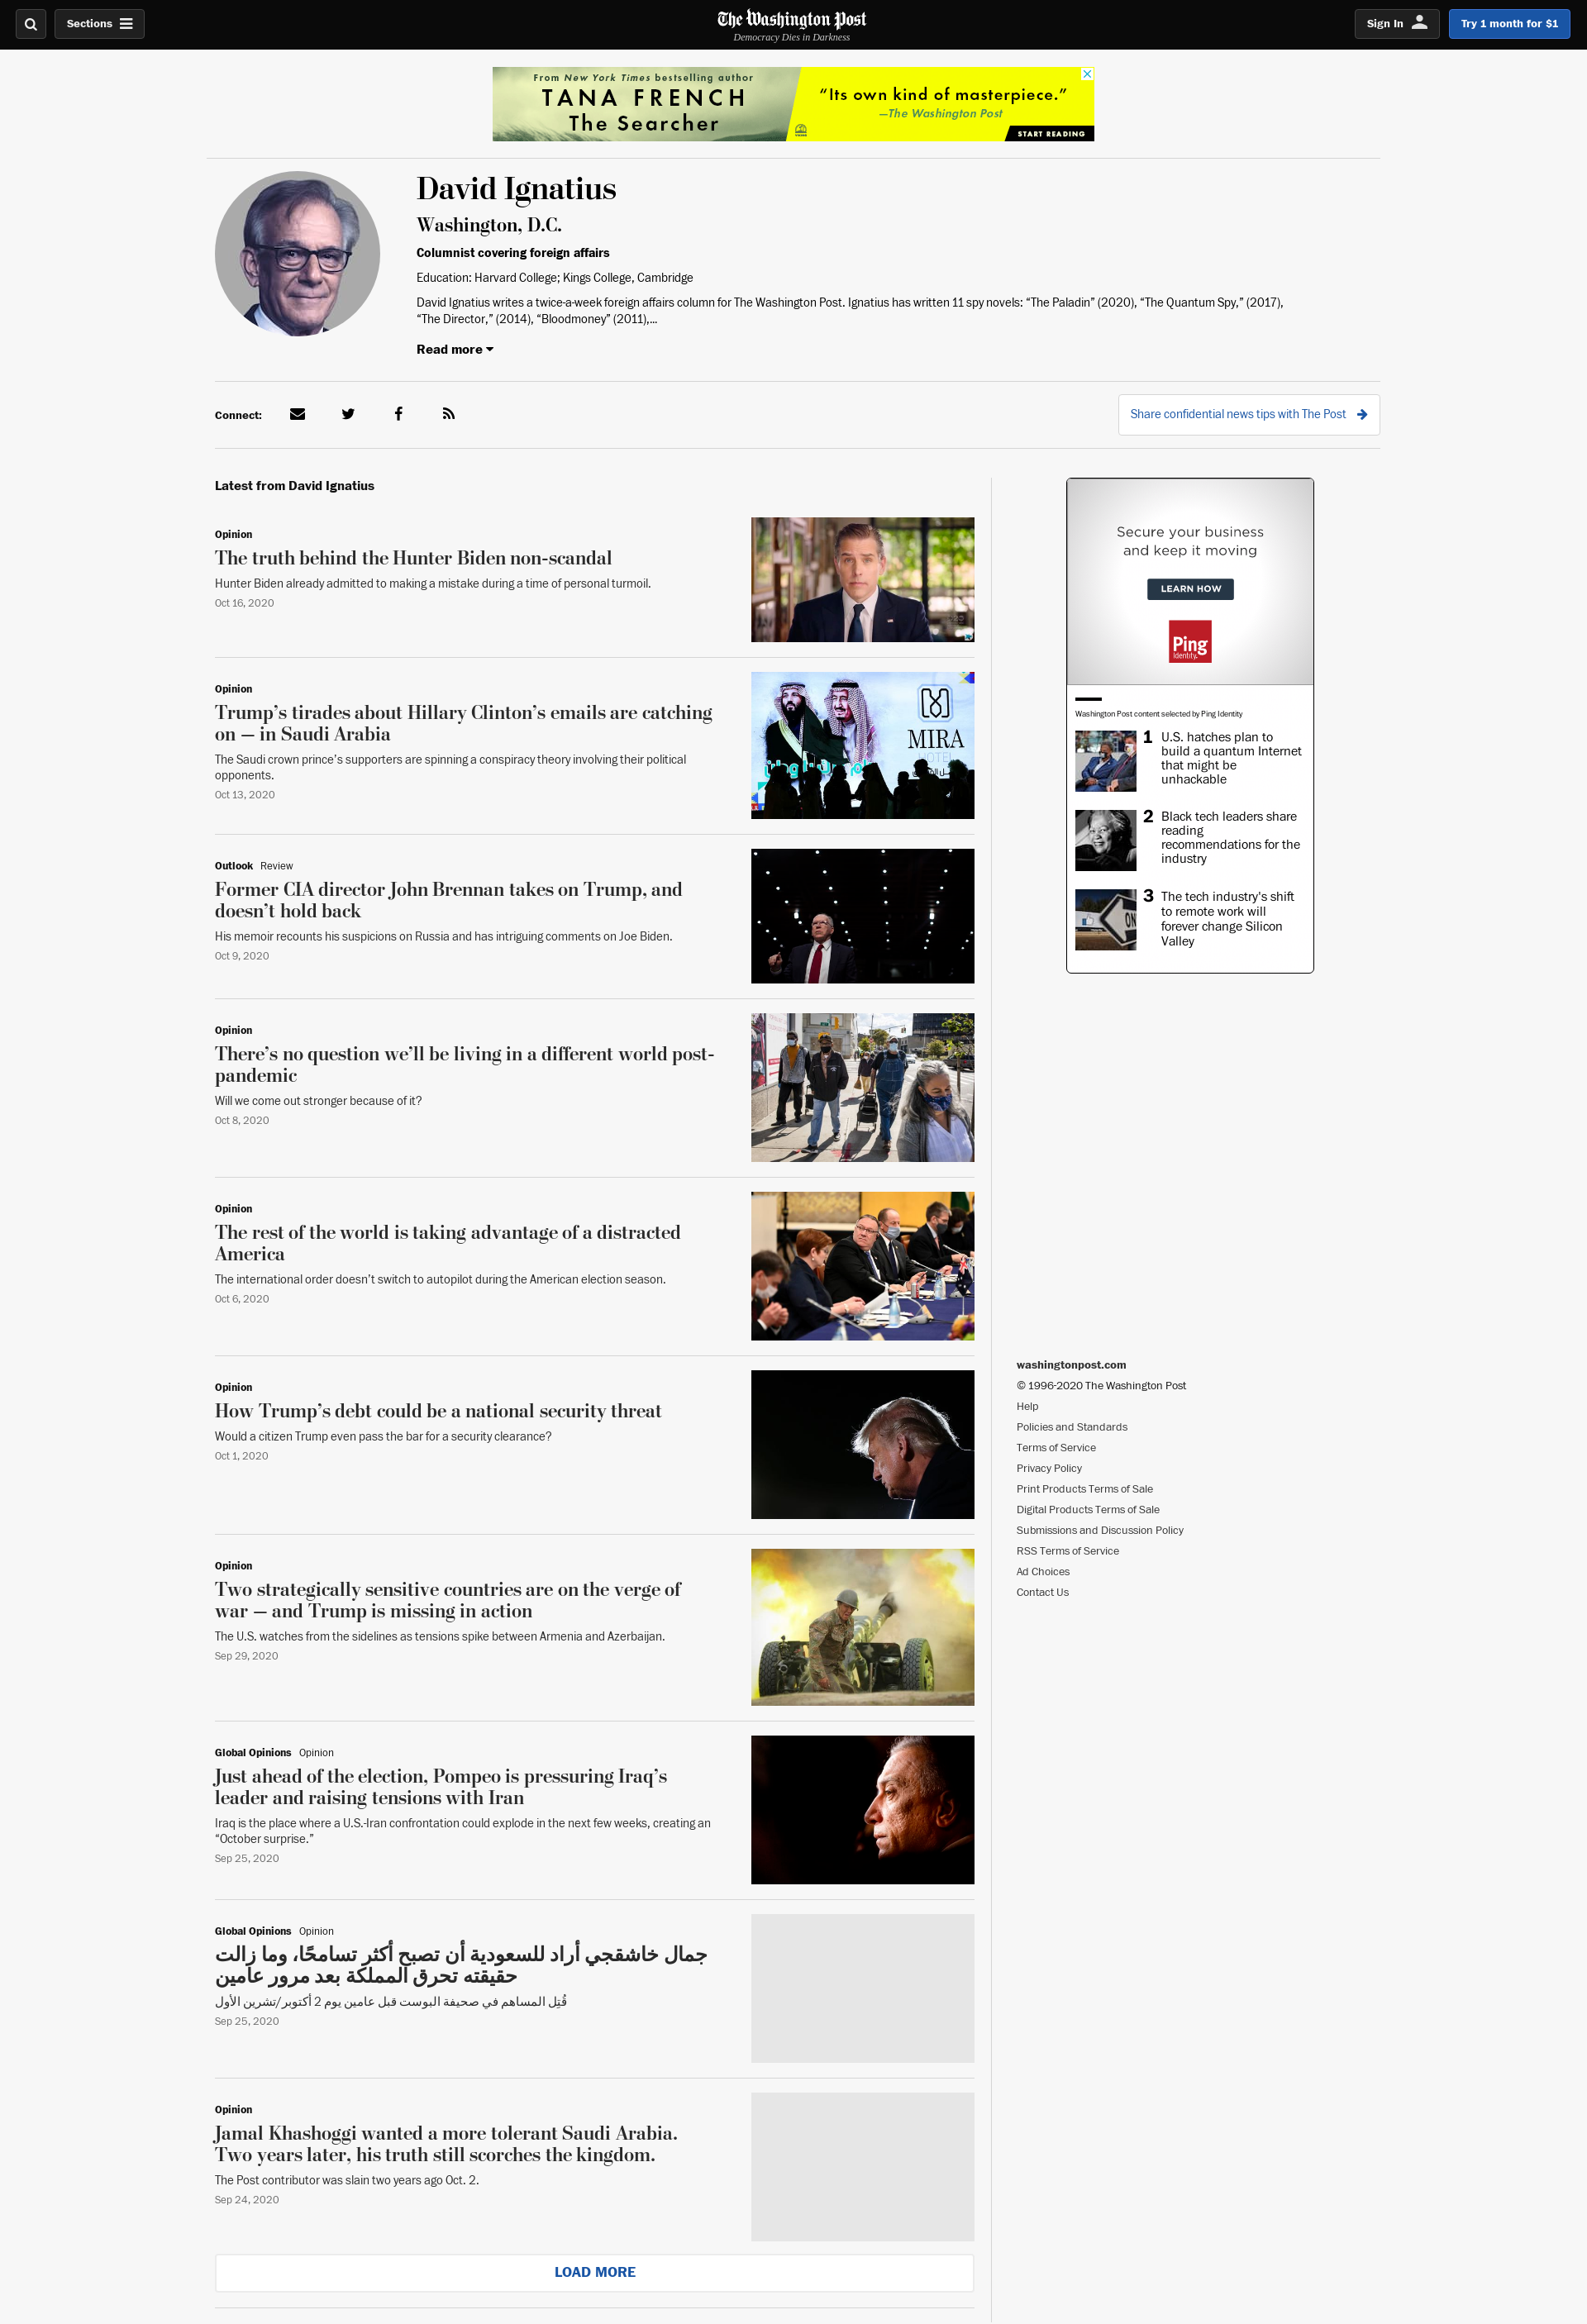 Sections
The Washington Post
Democracy Dies in Darkness
Sign In
Try 1 month for $1
From New York Times bestselling author
TANA FRENCH
The Searcher
“Its own kind of masterpiece.”
—The Washington Post
START READING
David Ignatius
Washington, D.C.
Columnist covering foreign affairs
Education: Harvard College; Kings College, Cambridge
David Ignatius writes a twice-a-week foreign affairs column for The Washington Post. Ignatius has written 11 spy novels: “The Paladin” (2020), “The Quantum Spy,” (2017),
“The Director,” (2014), “Bloodmoney” (2011),...
Read more
Connect:
Share confidential news tips with The Post
Latest from David Ignatius
Opinion
The truth behind the Hunter Biden non-scandal
Hunter Biden already admitted to making a mistake during a time of personal turmoil.
Oct 16, 2020
Opinion
Trump’s tirades about Hillary Clinton’s emails are catching
on — in Saudi Arabia
The Saudi crown prince’s supporters are spinning a conspiracy theory involving their political
opponents.
Oct 13, 2020
MIRA
HOTEL
Outlook Review
Former CIA director John Brennan takes on Trump, and
doesn’t hold back
His memoir recounts his suspicions on Russia and has intriguing comments on Joe Biden.
Oct 9, 2020
Opinion
There’s no question we’ll be living in a different world post-
pandemic
Will we come out stronger because of it?
Oct 8, 2020
Opinion
The rest of the world is taking advantage of a distracted
America
The international order doesn’t switch to autopilot during the American election season.
Oct 6, 2020
Opinion
How Trump’s debt could be a national security threat
Would a citizen Trump even pass the bar for a security clearance?
Oct 1, 2020
Opinion
Two strategically sensitive countries are on the verge of
war — and Trump is missing in action
The U.S. watches from the sidelines as tensions spike between Armenia and Azerbaijan.
Sep 29, 2020
Global Opinions Opinion
Just ahead of the election, Pompeo is pressuring Iraq’s
leader and raising tensions with Iran
Iraq is the place where a U.S.-Iran confrontation could explode in the next few weeks, creating an
“October surprise.”
Sep 25, 2020
Global Opinions Opinion
جمال خاشقجي أراد للسعودية أن تصبح أكثر تسامحًا، وما زالت
حقيقته تحرق المملكة بعد مرور عامين
قُتِل المساهم في صحيفة البوست قبل عامين يوم 2 أكتوبر/تشرين الأول
Sep 25, 2020
Opinion
Jamal Khashoggi wanted a more tolerant Saudi Arabia.
Two years later, his truth still scorches the kingdom.
The Post contributor was slain two years ago Oct. 2.
Sep 24, 2020
LOAD MORE
Secure your business
and keep it moving
LEARN HOW
Ping
Identity
Washington Post content selected by Ping Identity
1 U.S. hatches plan to
build a quantum Internet
that might be
unhackable
2 Black tech leaders share
reading
recommendations for the
industry
3 The tech industry's shift
to remote work will
forever change Silicon
Valley
washingtonpost.com
© 1996-2020 The Washington Post
Help
Policies and Standards
Terms of Service
Privacy Policy
Print Products Terms of Sale
Digital Products Terms of Sale
Submissions and Discussion Policy
RSS Terms of Service
Ad Choices
Contact Us